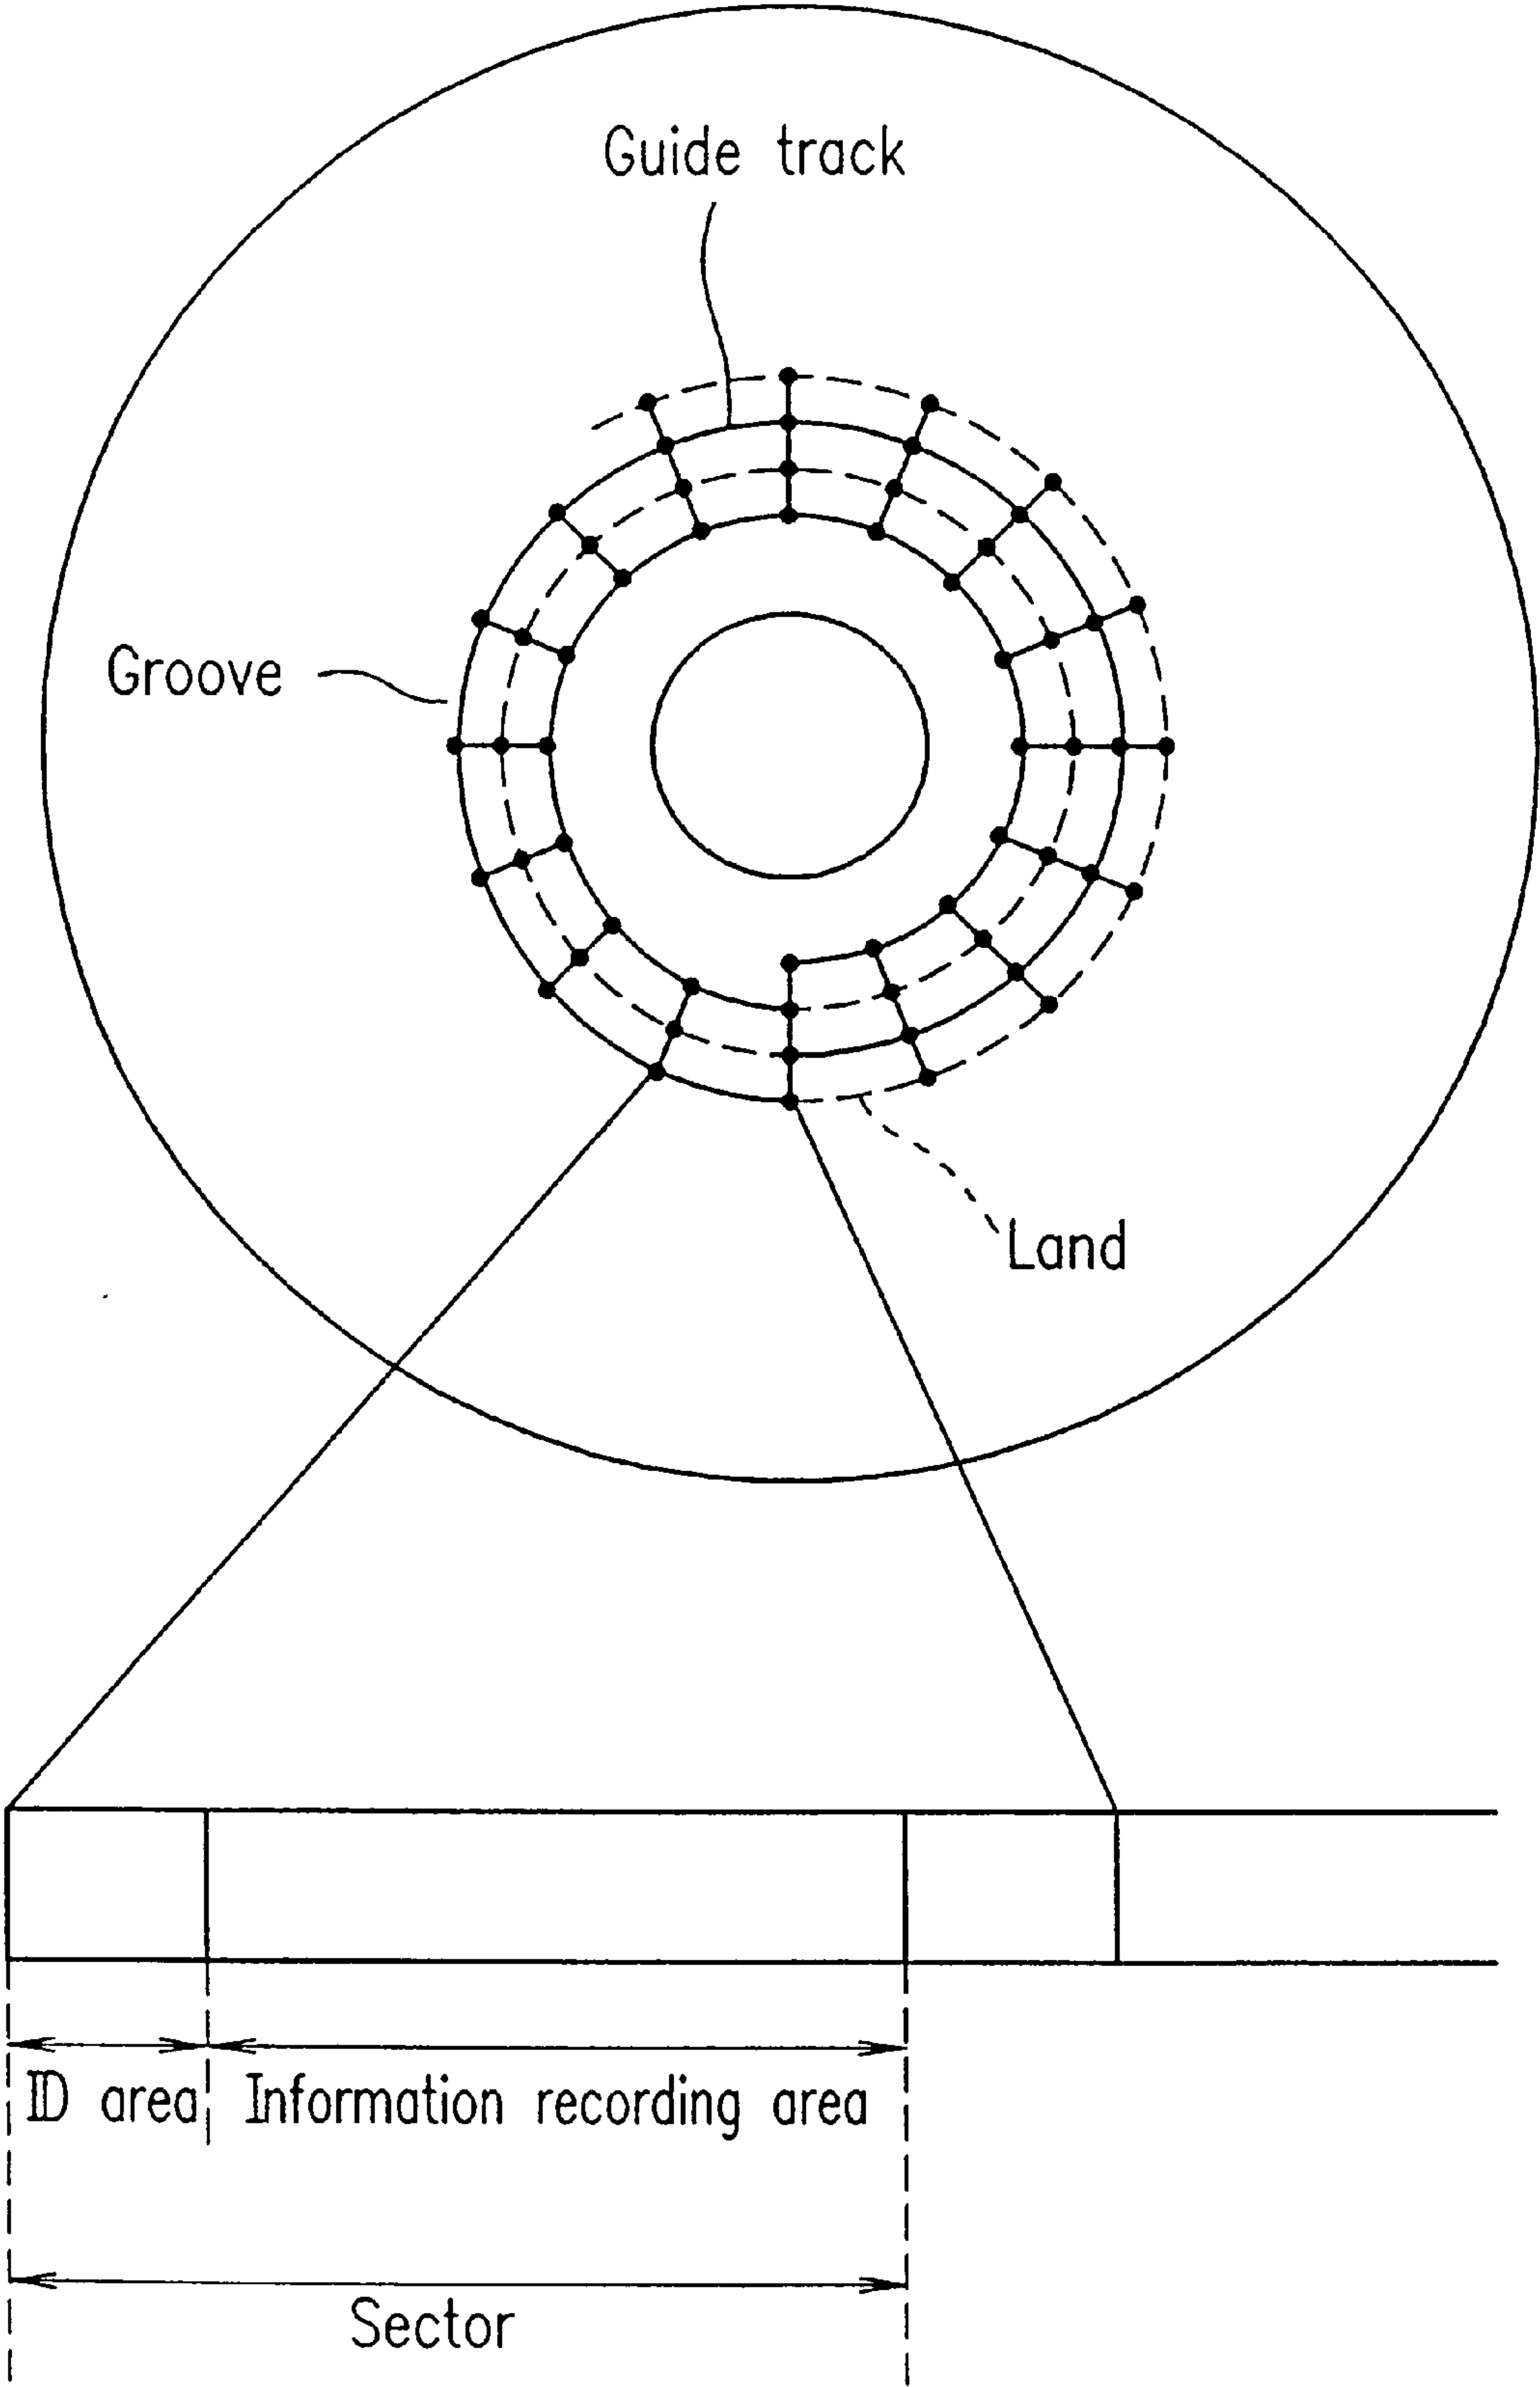 Guide track
Groove
Land
ID area
Information recording area
Sector